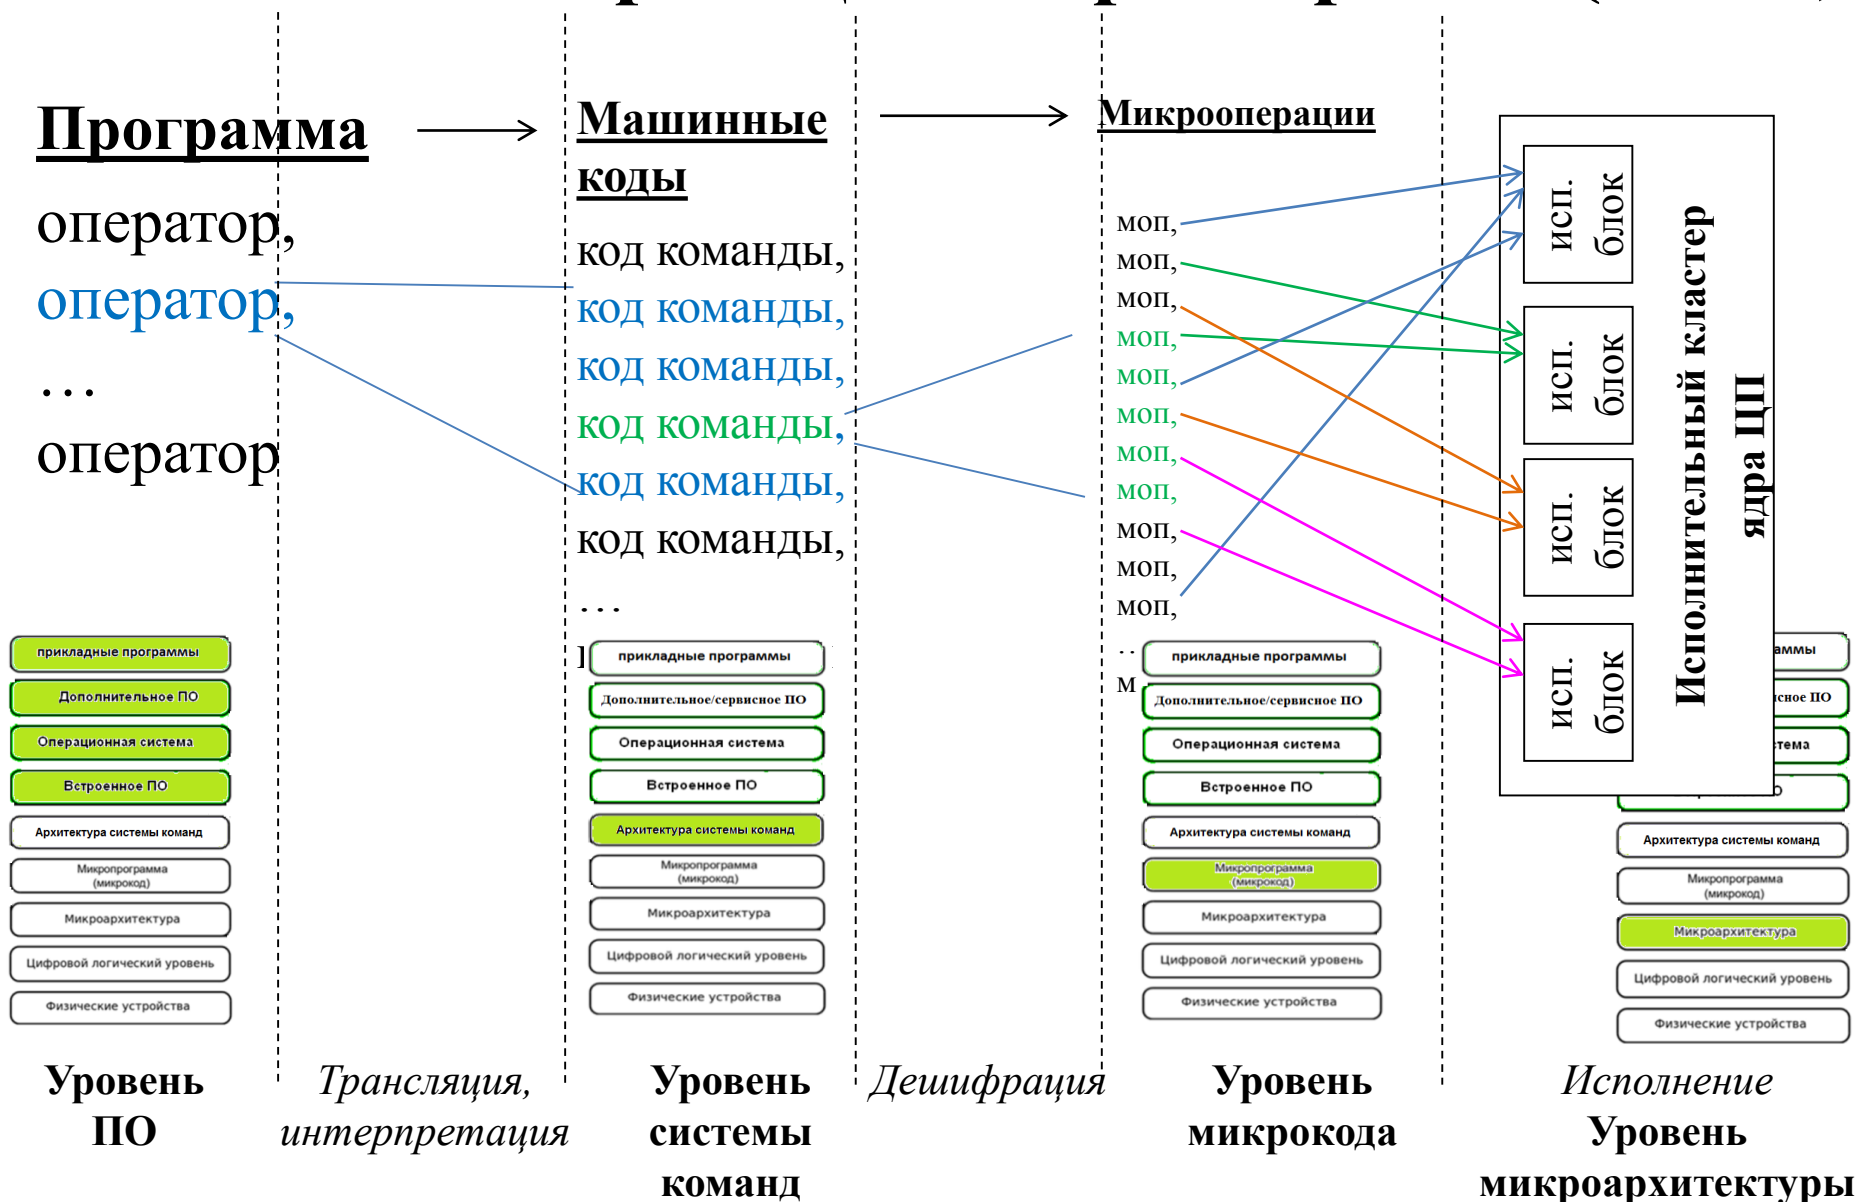 Программа
оператор,
оператор,
…
оператор
Машинные
коды
код команды,
код команды,
код команды,
код команды,
код команды,
код команды,
…
Микрооперации
моп,
моп,
моп,
моп,
моп,
моп,
моп,
моп,
моп,
моп,
моп,
исп.
блок
исп.
блок
исп.
блок
исп.
блок
Исполнительный кластер
ядра ЦП
прикладные программы
Дополнительное ПО
Операционная система
Встроенное ПО
Архитектура системы команд
Микропрограмма
(микрокод)
Микроархитектура
Цифровой логический уровень
Физические устройства
прикладные программы
Дополнительное/сервисное ПО
Операционная система
Встроенное ПО
Архитектура системы команд
Микропрограмма
(микрокод)
Микроархитектура
Цифровой логический уровень
Физические устройства
прикладные программы
Дополнительное/сервисное ПО
Операционная система
Встроенное ПО
Архитектура системы команд
Микропрограмма
(микрокод)
Микроархитектура
Цифровой логический уровень
Физические устройства
ПО
Архитектура системы команд
Микропрограмма
(микрокод)
Микроархитектура
Цифровой логический уровень
Физические устройства
Уровень
ПО
Трансляция,
интерпретация
Уровень
системы
команд
Дешифрация
Уровень
микрокода
Исполнение
Уровень
микроархитектуры